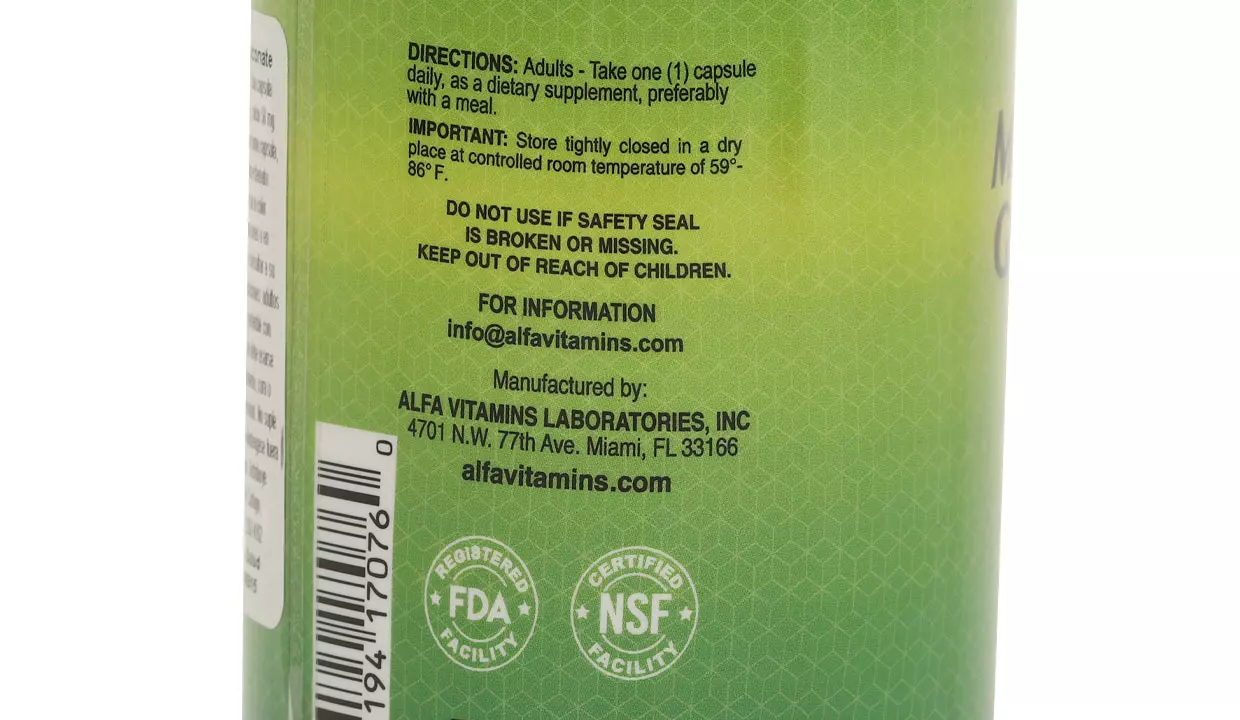 DIRECTIONS: Adults - Take one (1) capsule
daily, as a dietary supplement, preferably
with a meal.
IMPORTANT: Store tightly closed in a dry
place at controlled room temperature of 59°-
86° F.
DO NOT USE IF SAFETY SEAL
IS BROKEN OR MISSING.
KEEP OUT OF REACH OF CHILDREN.
FOR INFORMATION
info@alfavitamins.com
Manufactured by:
ALFA VITAMINS LABORATORIES, INC
4701 N.W. 77th Ave. Miami, FL 33166
alfavitamins.com
194 17076 0
REGISTERED
FDA
FACILITY
CERTIFIED
NSF
FACILITY